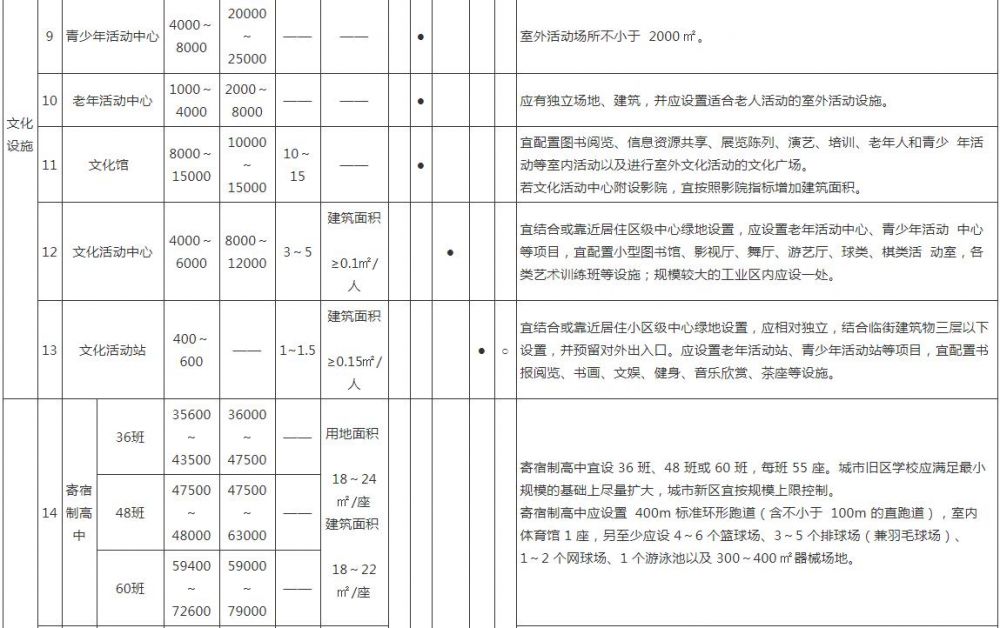 文化
设施
9
青少年活动中心
4000～
8000
20000
～
25000
——
——
●
室外活动场所不小于 2000㎡。
10
老年活动中心
1000～
4000
2000～
8000
——
——
●
应有独立场地、建筑，并应设置适合老人活动的室外活动设施。
11
文化馆
8000～
15000
10000
～
15000
10～
15
——
●
宜配置图书阅览、信息资源共享、展览陈列、演艺、培训、老年人和青少 年活
动等室内活动以及进行室外文化活动的文化广场。
若文化活动中心附设影院，宜按照影院指标增加建筑面积。
12
文化活动中心
4000～
6000
8000～
12000
3～5
建筑面积
≥0.1㎡/
人
●
宜结合或靠近居住区级中心绿地设置，应设置老年活动中心、青少年活动 中心
等项目，宜配置小型图书馆、影视厅、舞厅、游艺厅、球类、棋类活 动室，各
类艺术训练班等设施；规模较大的工业区内应设一处。
13
文化活动站
400～
600
——
1~1.5
建筑面积
≥0.15㎡/
人
●
○
宜结合或靠近居住小区级中心绿地设置，应相对独立，结合临街建筑物三层以下
设置，并预留对外出入口。应设置老年活动站、青少年活动站等项目，宜配置书
报阅览、书画、文娱、健身、音乐欣赏、茶座等设施。
14
寄宿
制高
中
36班
35600
～
43500
36000
～
47500
——
48班
47500
～
48000
47500
～
63000
——
60班
59400
～
72600
59000
～
79000
——
用地面积
18～24
㎡/座
建筑面积
18～22
㎡/座
寄宿制高中宜设 36 班、48 班或 60 班，每班 55 座。城市旧区学校应满足最小
规模的基础上尽量扩大，城市新区宜按规模上限控制。
寄宿制高中应设置 400m 标准环形跑道（含不小于 100m 的直跑道），室内
体育馆 1 座，另至少应设 4～6 个篮球场、3～5 个排球场（兼羽毛球场）、
1～2 个网球场、1 个游泳池以及 300～400㎡器械场地。